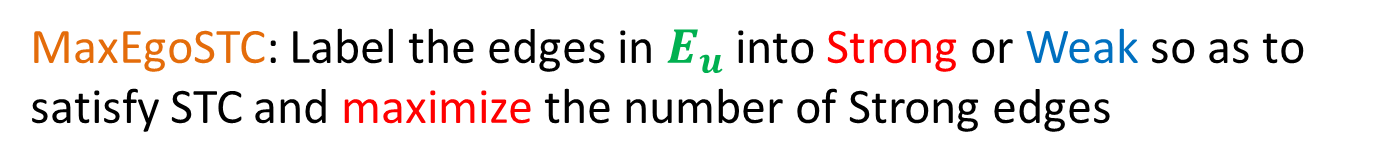 MaxEgoSTC: Label the edges in E_u into Strong or Weak so as to
satisfy STC and maximize the number of Strong edges